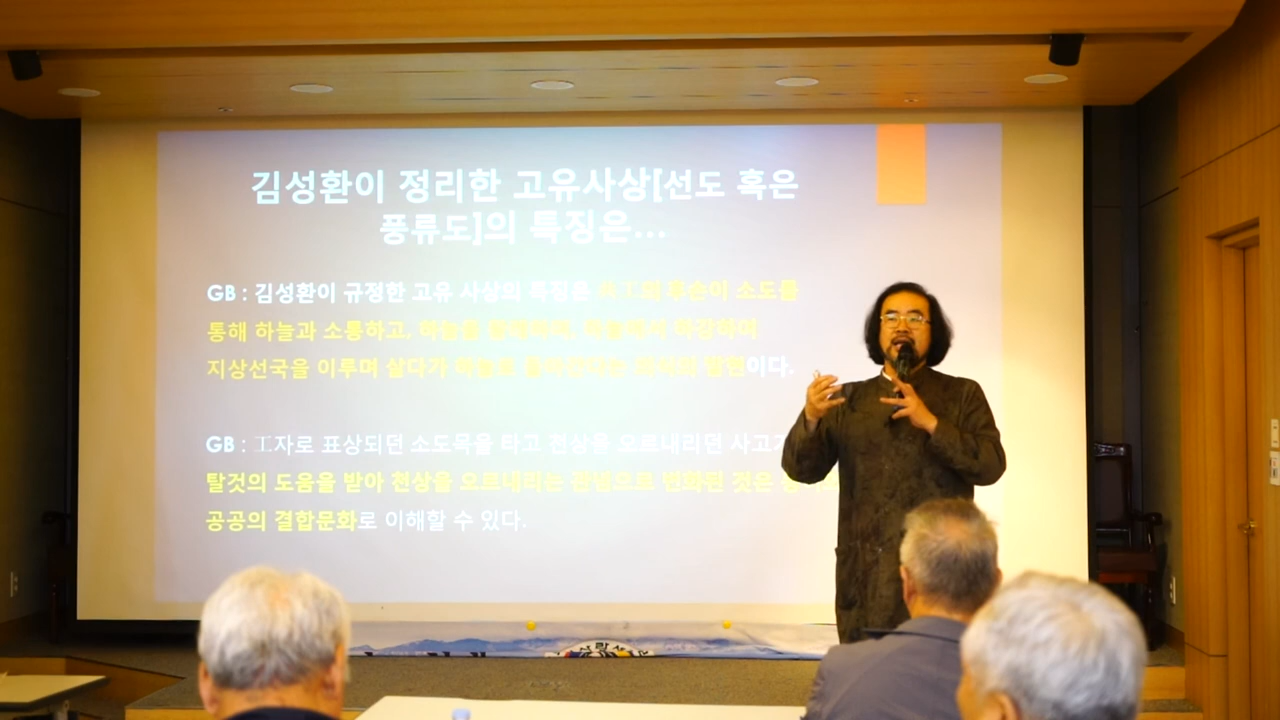 김성환이 정리한 고유사상[선도 혹은
풍류도]의 특징은...
GB : 김성환이 규정한 고유 사상의 특징은 후손이 소도를
통해 하늘과 소통하고, 하늘을 하늘에서 하강하여
지상선국을 이루며 살다가 하늘로 돌아간다는 의식의 발현이다.
GB : 工자로 표상되던 소도목을 타고 천상을 오르내리던 사고가
탈것의 도움을 받아 천상을 오르내리는 관념으로 변화된 것은
공공의 결합문화로 이해할 수 있다.